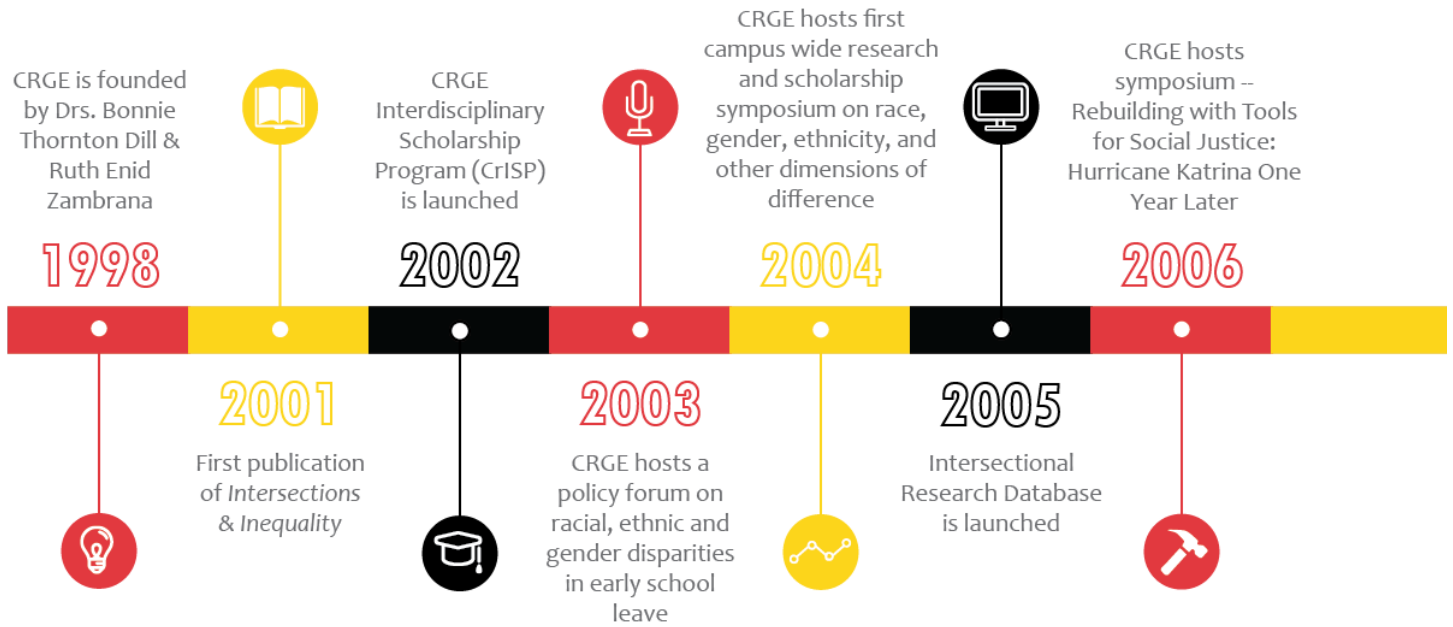 CRGE is founded
by Drs. Bonnie
Thornton Dill &
Ruth Enid
Zambrana
1998
2001
First publication
of Intersections
& Inequality
CRGE
Interdisciplinary
Scholarship
Program (CrISP)
is launched
2002
2003
CRGE hosts a
policy forum on
racial, ethnic and
gender disparities
in early school
leave
CRGE hosts first
campus wide research
and scholarship
symposium on race,
gender, ethnicity, and
other dimensions of
difference
2004
2005
Intersectional
Research Database
is launched
CRGE hosts
symposium --
Rebuilding with Tools
for Social Justice:
Hurricane Katrina One
Year Later
2006